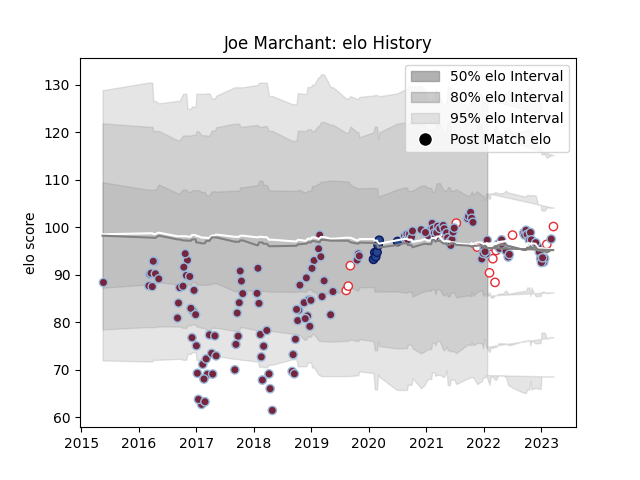 Joe Marchant: elo History
50% elo Interval
80% elo Interval
95% elo Interval
Post Match elo
elo score
130
120
110
100
90
80
70
60
2015
2016
2017
2018
2019
2020
2021
2022
2023